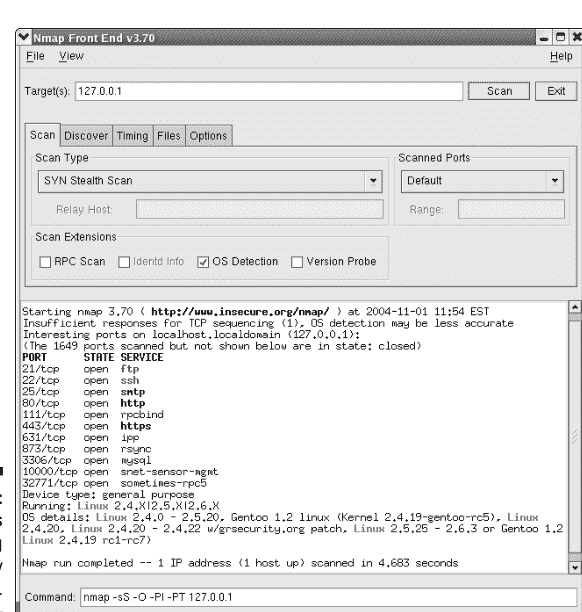 Nmap Front End v3.70
File View Help
Target(s): 127.0.0.1 Scan Exit
Scan Discover Timing Files Options
Scan Type Scanned Ports
SYN Stealth Scan Default
Relay Host: Range:
Scan Extensions
RPC Scan Identd Info OS Detection Version Probe
Starting nmap 3.70 ( http://www.insecure.org/nmap/ ) at 2004-11-01 11:54 EST
Insufficient responses for TCP sequencing (1), OS detection may be less accurate
Interesting ports on localhost.localdomain (127.0.0.1):
(The 1649 ports scanned but not shown below are in state: closed)
PORT STATE SERVICE
21/tcp open ftp
22/tcp open ssh
25/tcp open smtp
80/tcp open http
111/tcp open rpcbind
443/tcp open https
631/tcp open ipp
873/tcp open rsync
3306/tcp open mysql
10000/tcp open snet-sensor-mgmt
32771/tcp open sometimes-rpc5
Device type: general purpose
Running: Linux 2.4.X|2.5.X|2.6.X
OS details: Linux 2.4.0 - 2.5.20, Gentoo 1.2 linux (Kernel 2.4.19-gentoo-rc5), Linux
2.4.20, Linux 2.4.20 - 2.4.22 w/grsecurity.org patch, Linux 2.5.25 - 2.6.3 or Gentoo 1.2
Linux 2.4.19 rc1-rc7)
Nmap run completed -- 1 IP address (1 host up) scanned in 4.683 seconds
Command: nmap -sS -O -PI -PT 127.0.0.1